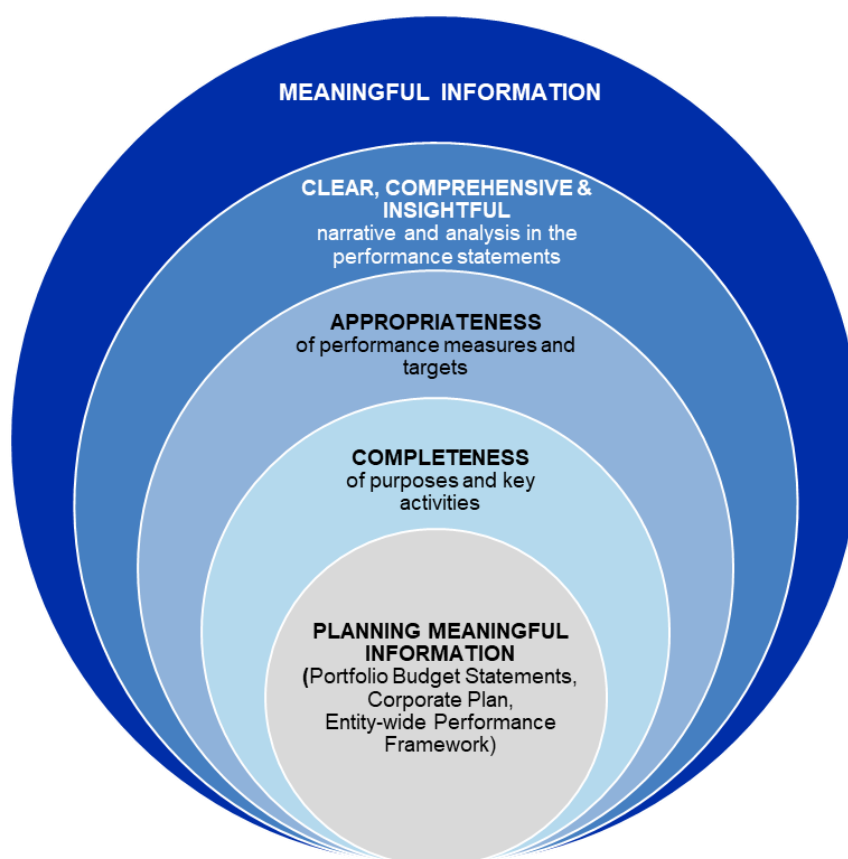 MEANINGFUL INFORMATION
CLEAR, COMPREHENSIVE &
INSIGHTFUL
narrative and analysis in the
performance statements
APPROPRIATENESS
of performance measures and
targets
COMPLETENESS
of purposes and key
activities
PLANNING MEANINGFUL
INFORMATION
(Portfolio Budget Statements,
Corporate Plan,
Entity-wide Performance
Framework)